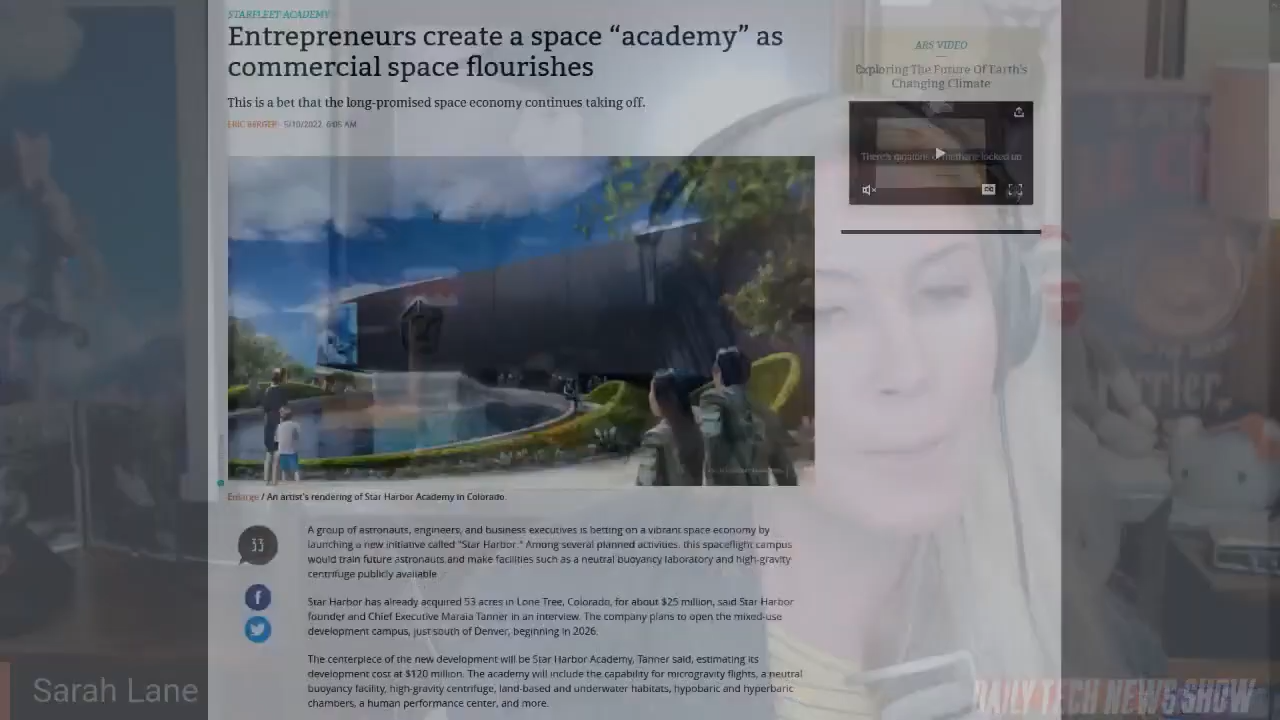 STARFLEET ACADEMY
Entrepreneurs create a space “academy” as
commercial space flourishes
This is a bet that the long-promised space economy continues taking off.
ERIC BERGER - 5/10/2022, 6:05 AM
ARS VIDEO
Exploring The Future Of Earth's
Changing Climate
There's gigatons of methane locked up
CC
Enlarge / An artist's rendering of Star Harbor Academy in Colorado.
33
A group of astronauts, engineers, and business executives is betting on a vibrant space economy by
launching a new initiative called "Star Harbor." Among several planned activities, this spaceflight campus
would train future astronauts and make facilities such as a neutral buoyancy laboratory and high-gravity
centrifuge publicly available.
Star Harbor has already acquired 53 acres in Lone Tree, Colorado, for about $25 million, said Star Harbor
founder and Chief Executive Maraia Tanner in an interview. The company plans to open the mixed-use
development campus, just south of Denver, beginning in 2026.
The centerpiece of the new development will be Star Harbor Academy, Tanner said, estimating its
development cost at $120 million. The academy will include the capability for microgravity flights, a neutral
buoyancy facility, high-gravity centrifuge, land-based and underwater habitats, hypobaric and hyperbaric
chambers, a human performance center, and more.
Sarah Lane
DAILY TECH NEWS SHOW